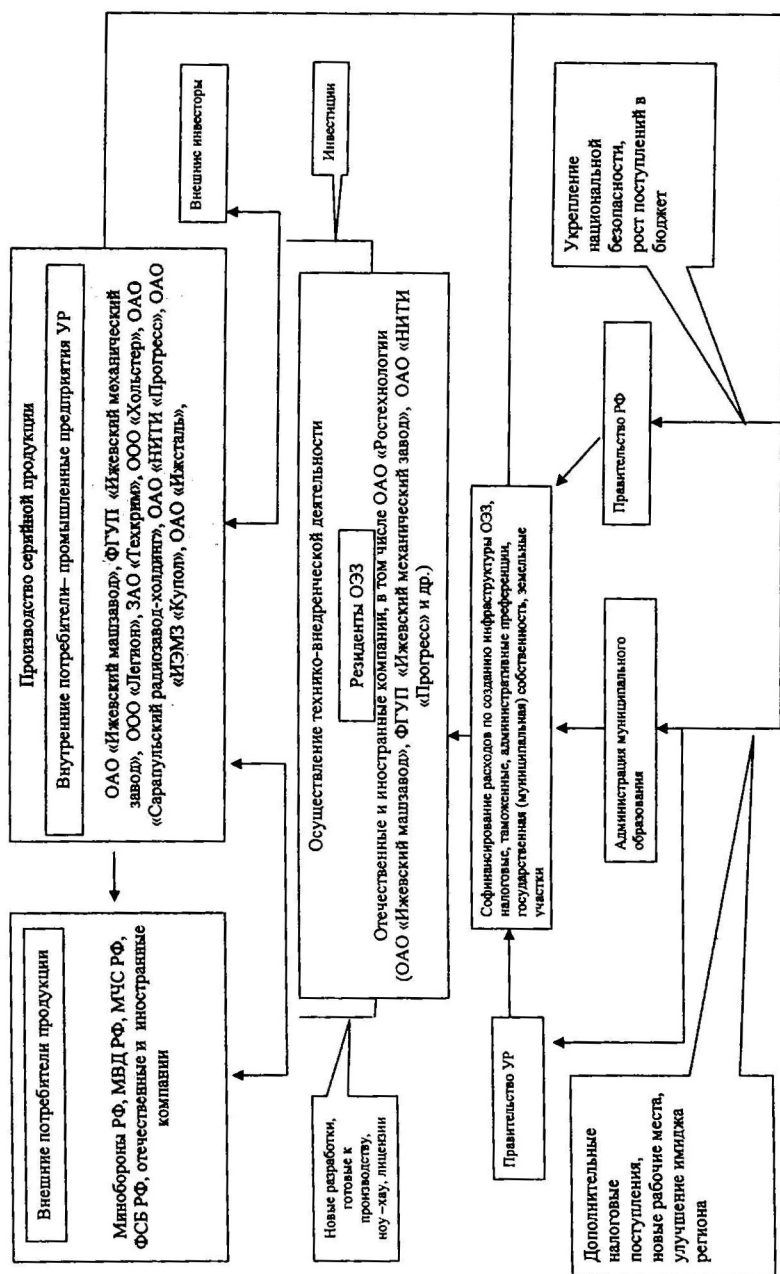 Производство серийной продукции
Внутренние потребители– промышленные предприятия УР
ОАО «Ижевский машзавод», ФГУП «Ижевский механический
завод», ООО «Легион», ЗАО «Техкрим», ООО «Хольстер», ОАО
«Сарапульский радиозавод-холдинг», ОАО «НИТИ «Прогресс», ОАО
«ИЭМЗ «Купол», ОАО «Ижсталь»,
Внешние потребители продукции
Минобороны РФ, МВД РФ, МЧС РФ,
ФСБ РФ, отечественные и иностранные
компании
Внешние инвесторы
Инвестиции
Новые разработки,
готовые к
производству,
ноу –хау, лицензии
Осуществление технико-внедренческой деятельности
Резиденты ОЭЗ
Отечественные и иностранные компании, в том числе ОАО «Ростехнологии
(ОАО «Ижевский машзавод», ФГУП «Ижевский механический завод», ОАО «НИТИ
«Прогресс» и др.)
Софинансирование расходов по созданию инфраструктуры ОЭЗ,
налоговые, таможенные, административные преференции,
государственная (муниципальная) собственность, земельные
участки
Правительство УР
Администрация муниципального
образования
Правительство РФ
Дополнительные
налоговые
поступления,
новые рабочие места,
улучшение имиджа
региона
Укрепление
национальной
безопасности,
рост поступлений в
бюджет